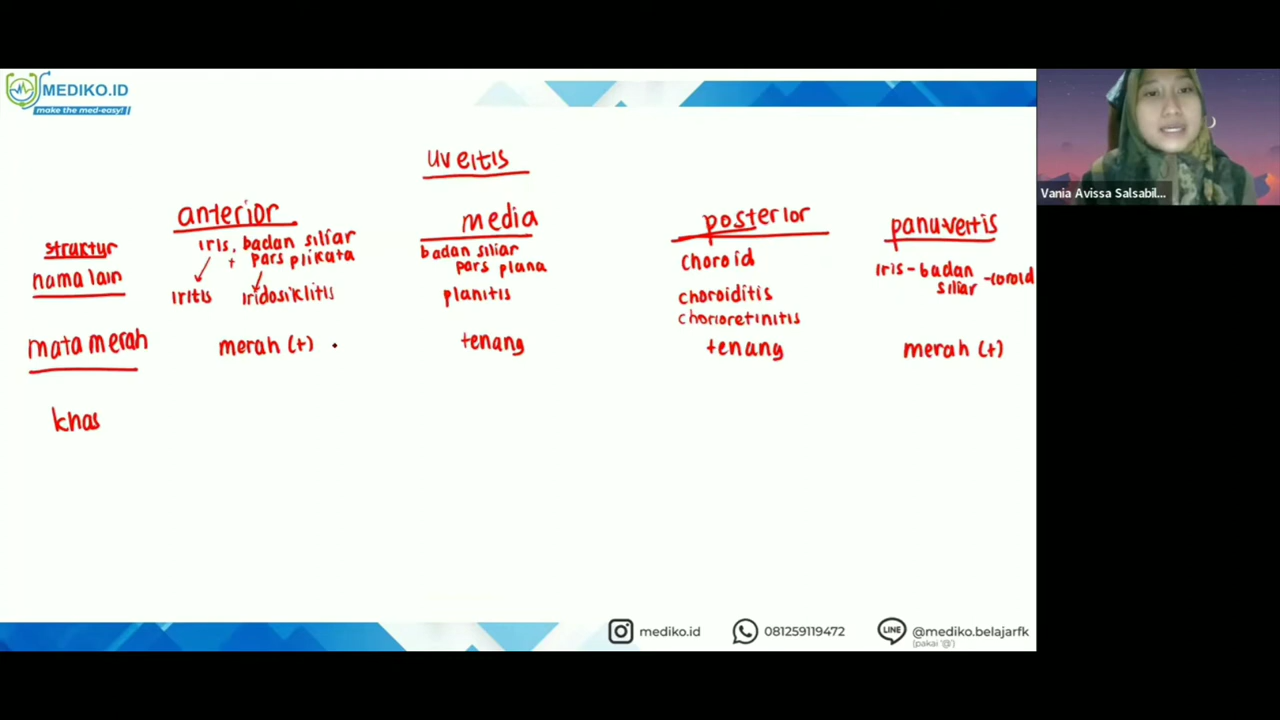 MEDIKO.ID
make the med-easy!
Vania Avissa Salsabil...
uveitis
anterior
media
posterior
panuveitis
struktur
iris, badan siliar
+ pars plikata
badan siliar
pars plana
choroid
iris - badan
siliar - coroid
nama lain
iritis
iridosiklitis
planitis
choroiditis
chorioretinitis
mata merah
merah (+)
tenang
tenang
merah (+)
khas
mediko.id
081259119472
LINE
@mediko.belajarfk
(pakai '@')